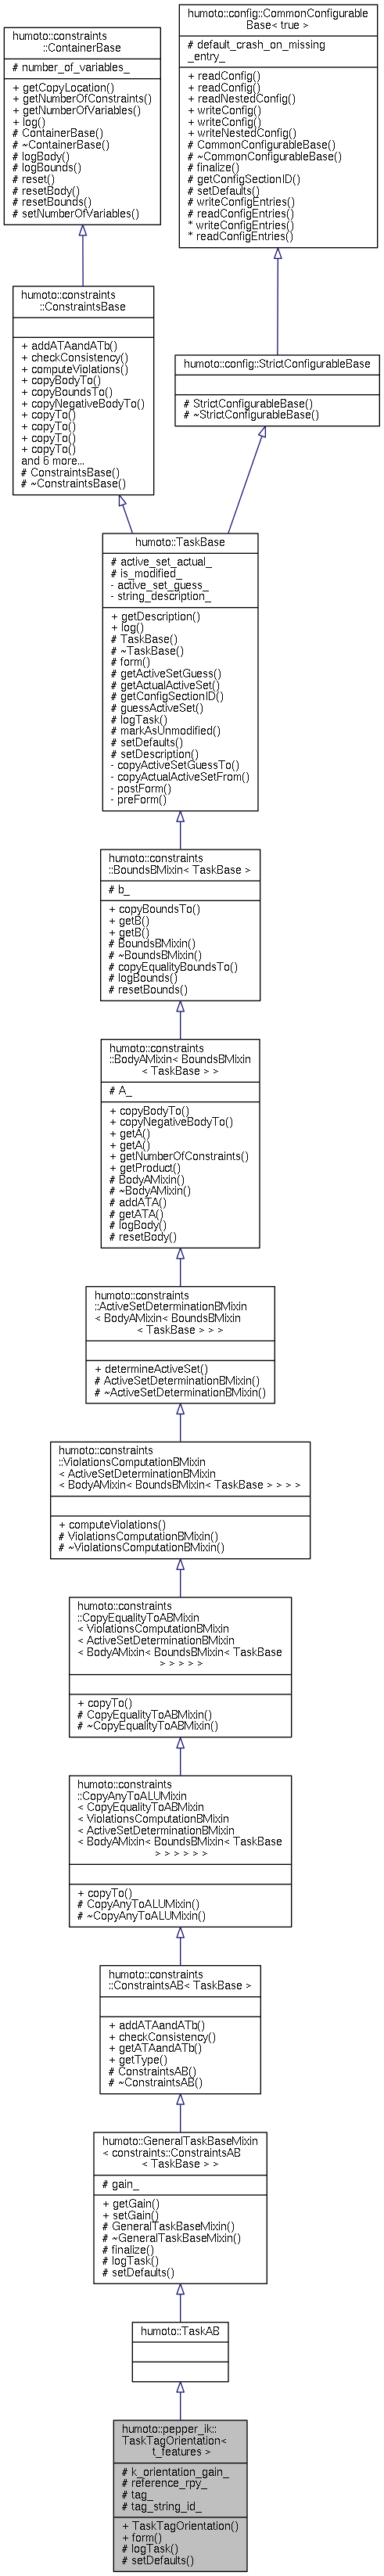 humoto::constraints
::ContainerBase
# number_of_variables_
+ getCopyLocation()
+ getNumberOfConstraints()
+ getNumberOfVariables()
+ log()
# ContainerBase()
# ~ContainerBase()
# logBody()
# logBounds()
# reset()
# resetBody()
# resetBounds()
# setNumberOfVariables()
humoto::config::CommonConfigurable
Base< true >
# default_crash_on_missing
_entry_
+ readConfig()
+ readConfig()
+ readNestedConfig()
+ writeConfig()
+ writeConfig()
+ writeNestedConfig()
# CommonConfigurableBase()
# ~CommonConfigurableBase()
# finalize()
# getConfigSectionID()
# setDefaults()
# writeConfigEntries()
# readConfigEntries()
* writeConfigEntries()
* readConfigEntries()
humoto::constraints
::ConstraintsBase
+ addATAandATb()
+ checkConsistency()
+ computeViolations()
+ copyBodyTo()
+ copyBoundsTo()
+ copyNegativeBodyTo()
+ copyTo()
+ copyTo()
+ copyTo()
+ copyTo()
and 6 more...
# ConstraintsBase()
# ~ConstraintsBase()
humoto::config::StrictConfigurableBase
# StrictConfigurableBase()
# ~StrictConfigurableBase()
humoto::TaskBase
# active_set_actual_
# is_modified_
- active_set_guess_
- string_description_
+ getDescription()
+ log()
# TaskBase()
# ~TaskBase()
# form()
# getActiveSetGuess()
# getActualActiveSet()
# getConfigSectionID()
# guessActiveSet()
# logTask()
# markAsUnmodified()
# setDefaults()
# setDescription()
- copyActiveSetGuessTo()
- copyActualActiveSetFrom()
- postForm()
- preForm()
humoto::constraints
::BoundsBMixin< TaskBase >
# b_
+ copyBoundsTo()
+ getB()
+ getB()
# BoundsBMixin()
# ~BoundsBMixin()
# copyEqualityBoundsTo()
# logBounds()
# resetBounds()
humoto::constraints
::BodyAMixin< BoundsBMixin
< TaskBase > >
# A_
+ copyBodyTo()
+ copyNegativeBodyTo()
+ getA()
+ getA()
+ getNumberOfConstraints()
+ getProduct()
# BodyAMixin()
# ~BodyAMixin()
# addATA()
# getATA()
# logBody()
# resetBody()
humoto::constraints
::ActiveSetDeterminationBMixin
< BodyAMixin< BoundsBMixin
< TaskBase > > >
+ determineActiveSet()
# ActiveSetDeterminationBMixin()
# ~ActiveSetDeterminationBMixin()
humoto::constraints
::ViolationsComputationBMixin
< ActiveSetDeterminationBMixin
< BodyAMixin< BoundsBMixin< TaskBase > > > >
+ computeViolations()
# ViolationsComputationBMixin()
# ~ViolationsComputationBMixin()
humoto::constraints
::CopyEqualityToABMixin
< ViolationsComputationBMixin
< ActiveSetDeterminationBMixin
< BodyAMixin< BoundsBMixin< TaskBase
> > > > >
+ copyTo()
# CopyEqualityToABMixin()
# ~CopyEqualityToABMixin()
humoto::constraints
::CopyAnyToALUMixin
< CopyEqualityToABMixin
< ViolationsComputationBMixin
< ActiveSetDeterminationBMixin
< BodyAMixin< BoundsBMixin< TaskBase
> > > > > >
+ copyTo()
# CopyAnyToALUMixin()
# ~CopyAnyToALUMixin()
humoto::constraints
::ConstraintsAB< TaskBase >
+ addATAandATb()
+ checkConsistency()
+ getATAandATb()
+ getType()
# ConstraintsAB()
# ~ConstraintsAB()
humoto::GeneralTaskBaseMixin
< constraints::ConstraintsAB
< TaskBase > >
# gain_
+ getGain()
+ setGain()
# GeneralTaskBaseMixin()
# ~GeneralTaskBaseMixin()
# finalize()
# logTask()
# setDefaults()
humoto::TaskAB
humoto::pepper_ik::
TaskTagOrientation<
t_features >
# k_orientation_gain_
# reference_rpy_
# tag_
# tag_string_id_
+ TaskTagOrientation()
+ form()
# logTask()
# setDefaults()